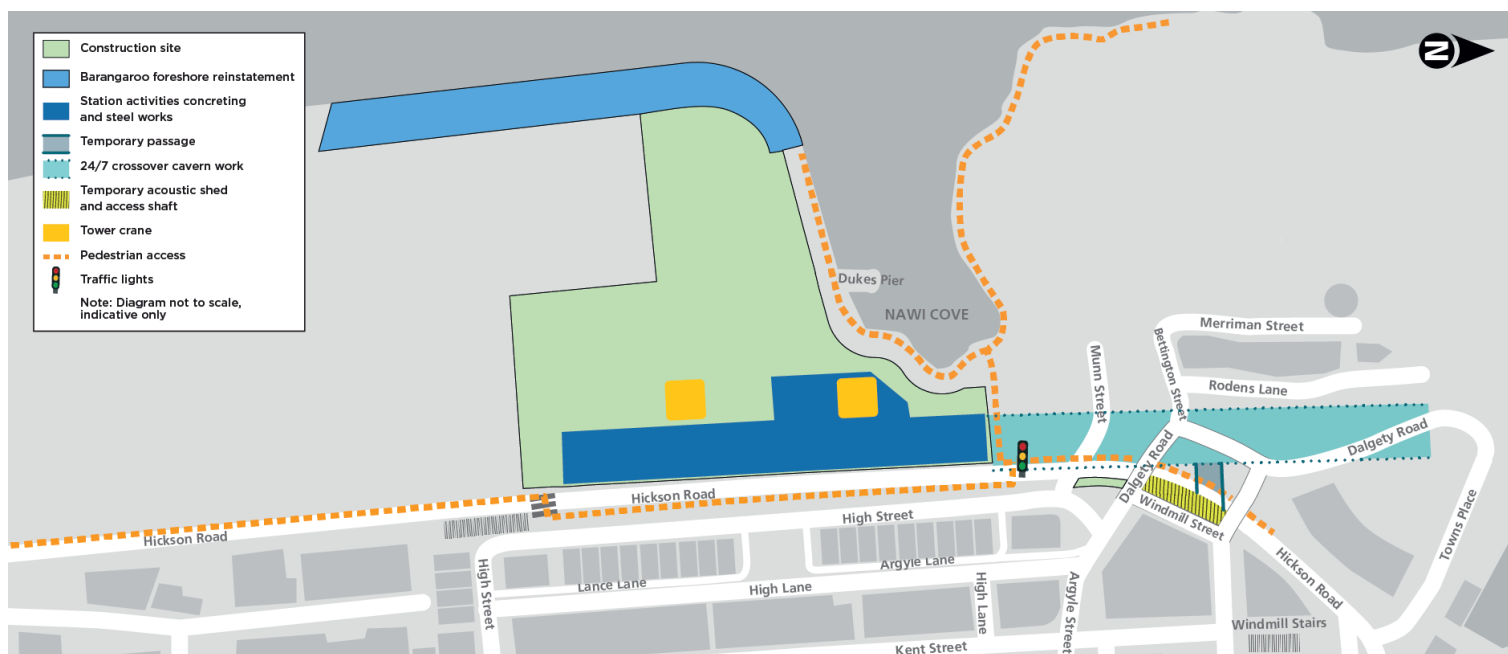 Construction site
Barangaroo foreshore reinstatement
Station activities concreting
and steel works
Temporary passage
24/7 crossover cavern work
Temporary acoustic shed
and access shaft
Tower crane
Pedestrian access
Traffic lights
Note: Diagram not to scale,
indicative only
N
Dukes Pier
NAWI COVE
Merriman Street
Bettington Street
Rodens Lane
Munn Street
Dalgety Road
Dalgety Road
Windmill Street
Hickson Road
Hickson Road
High Street
High Street
Lance Lane
High Lane
Argyle Lane
High Lane
Argyle Street
Kent Street
Hickson Road
Towns Place
Windmill Stairs